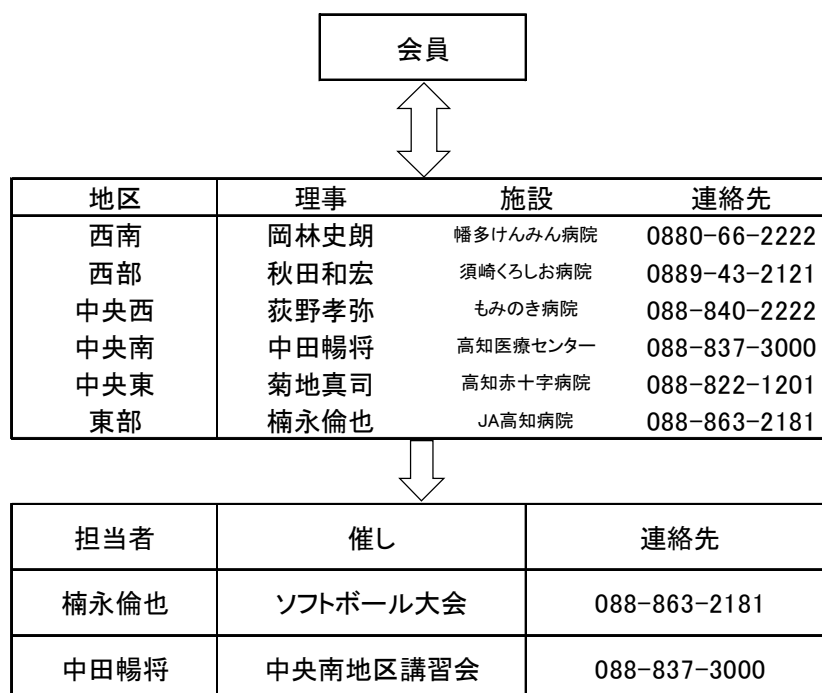 会員
地区 理事 施設 連絡先
西南 岡林史朗 幡多けんみん病院 0880-66-2222
西部 秋田和宏 須崎くろしお病院 0889-43-2121
中央西 荻野孝弥 もみのき病院 088-840-2222
中央南 中田暢将 高知医療センター 088-837-3000
中央東 菊地真司 高知赤十字病院 088-822-1201
東部 楠永倫也 JA高知病院 088-863-2181
担当者 催し 連絡先
楠永倫也 ソフトボール大会 088-863-2181
中田暢将 中央南地区講習会 088-837-3000